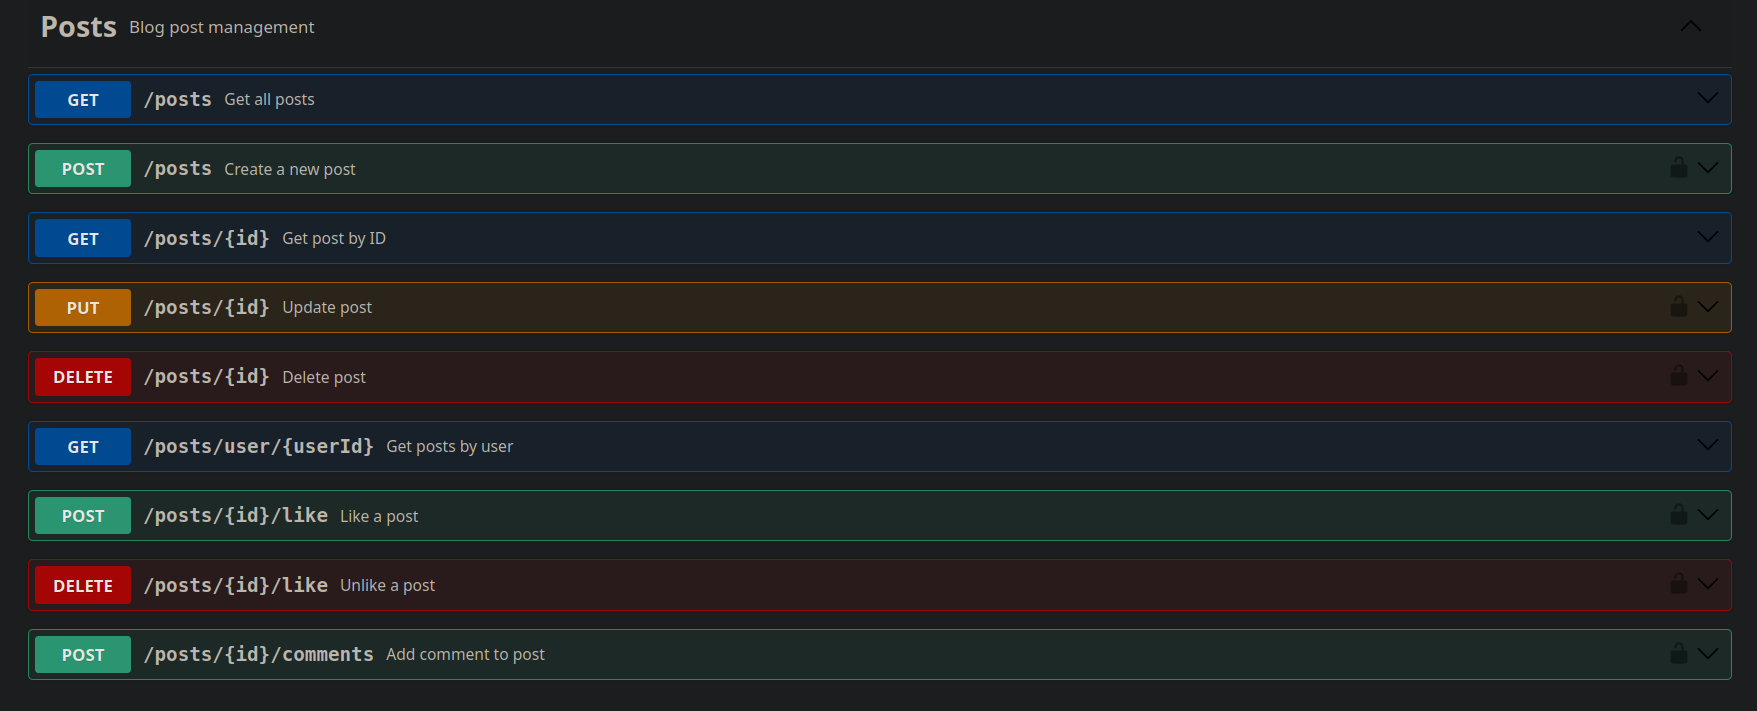 Posts Blog post management
GET /posts Get all posts
POST /posts Create a new post
GET /posts/{id} Get post by ID
PUT /posts/{id} Update post
DELETE /posts/{id} Delete post
GET /posts/user/{userId} Get posts by user
POST /posts/{id}/like Like a post
DELETE /posts/{id}/like Unlike a post
POST /posts/{id}/comments Add comment to post